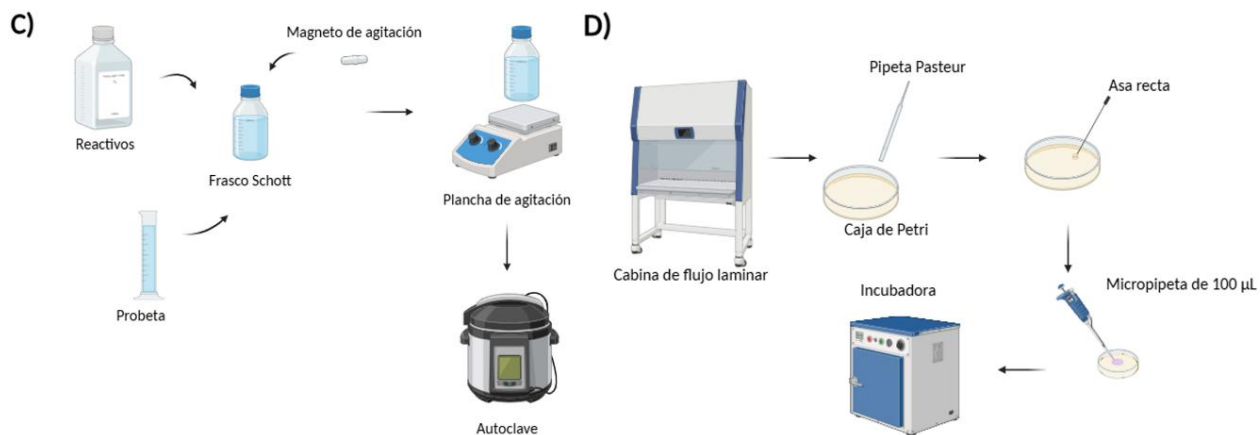 C)
Magneto de agitación
Reactivos
Frasco Schott
Probeta
Plancha de agitación
Autoclave
D)
Pipeta Pasteur
Asa recta
Caja de Petri
Cabina de flujo laminar
Micropipeta de 100 µL
Incubadora